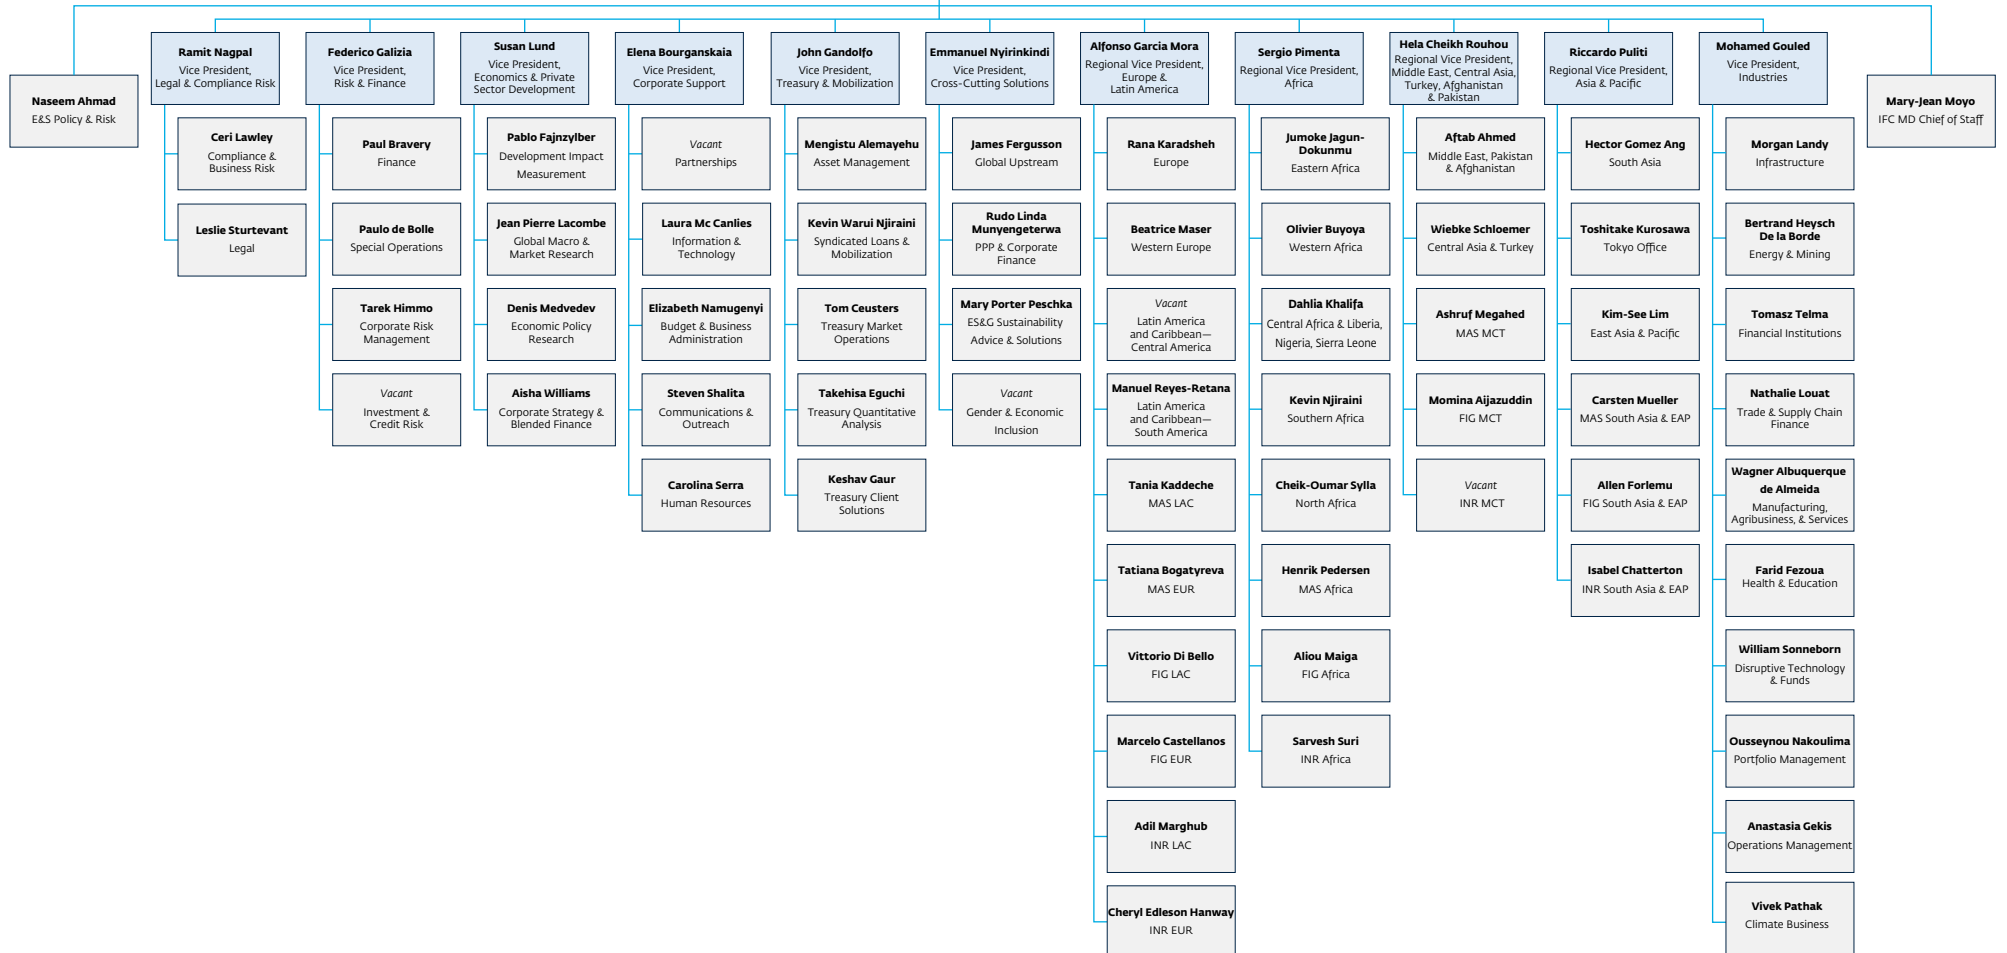 Naseem Ahmad
E&S Policy & Risk
Ramit Nagpal
Vice President,
Legal & Compliance Risk
Ceri Lawley
Compliance &
Business Risk
Leslie Sturtevant
Legal
Federico Galizia
Vice President,
Risk & Finance
Paul Bravery
Finance
Paulo de Bolle
Special Operations
Tarek Himmo
Corporate Risk
Management
Vacant
Investment &
Credit Risk
Susan Lund
Vice President,
Economics & Private
Sector Development
Pablo Fajnzylber
Development Impact
Measurement
Jean Pierre Lacombe
Global Macro &
Market Research
Denis Medvedev
Economic Policy
Research
Aisha Williams
Corporate Strategy &
Blended Finance
Elena Bourganskaia
Vice President,
Corporate Support
Vacant
Partnerships
Laura Mc Canlies
Information &
Technology
Elizabeth Namugenyi
Budget & Business
Administration
Steven Shalita
Communications &
Outreach
Carolina Serra
Human Resources
John Gandolfo
Vice President,
Treasury & Mobilization
Mengistu Alemayehu
Asset Management
Kevin Warui Njiraini
Syndicated Loans &
Mobilization
Tom Ceusters
Treasury Market
Operations
Takehisa Eguchi
Treasury Quantitative
Analysis
Keshav Gaur
Treasury Client
Solutions
Emmanuel Nyirinkindi
Vice President,
Cross-Cutting Solutions
James Fergusson
Global Upstream
Rudo Linda
Munyengeterwa
PPP & Corporate
Finance
Mary Porter Peschka
ES&G Sustainability
Advice & Solutions
Vacant
Gender & Economic
Inclusion
Alfonso Garcia Mora
Regional Vice President,
Europe &
Latin America
Rana Karadsheh
Europe
Beatrice Maser
Western Europe
Vacant
Latin America
and Caribbean—
Central America
Manuel Reyes-Retana
Latin America
and Caribbean—
South America
Tania Kaddeche
MAS LAC
Tatiana Bogatyreva
MAS EUR
Vittorio Di Bello
FIG LAC
Marcelo Castellanos
FIG EUR
Adil Marghub
INR LAC
Cheryl Edleson Hanway
INR EUR
Sergio Pimenta
Regional Vice President,
Africa
Jumoke Jagun-
Dokunmu
Eastern Africa
Olivier Buyoya
Western Africa
Dahlia Khalifa
Central Africa & Liberia,
Nigeria, Sierra Leone
Kevin Njiraini
Southern Africa
Cheik-Oumar Sylla
North Africa
Henrik Pedersen
MAS Africa
Aliou Maiga
FIG Africa
Sarvesh Suri
INR Africa
Hela Cheikh Rouhou
Regional Vice President,
Middle East, Central Asia,
Turkey, Afghanistan
& Pakistan
Aftab Ahmed
Middle East, Pakistan
& Afghanistan
Wiebke Schloemer
Central Asia & Turkey
Ashruf Megahed
MAS MCT
Momina Aijazuddin
FIG MCT
Vacant
INR MCT
Riccardo Puliti
Regional Vice President,
Asia & Pacific
Hector Gomez Ang
South Asia
Toshitake Kurosawa
Tokyo Office
Kim-See Lim
East Asia & Pacific
Carsten Mueller
MAS South Asia & EAP
Allen Forlemu
FIG South Asia & EAP
Isabel Chatterton
INR South Asia & EAP
Mohamed Gouled
Vice President,
Industries
Morgan Landy
Infrastructure
Bertrand Heysch
De la Borde
Energy & Mining
Tomasz Telma
Financial Institutions
Nathalie Louat
Trade & Supply Chain
Finance
Wagner Albuquerque
de Almeida
Manufacturing,
Agribusiness, & Services
Farid Fezoua
Health & Education
William Sonneborn
Disruptive Technology
& Funds
Ousseynou Nakoulima
Portfolio Management
Anastasia Gekis
Operations Management
Vivek Pathak
Climate Business
Mary-Jean Moyo
IFC MD Chief of Staff